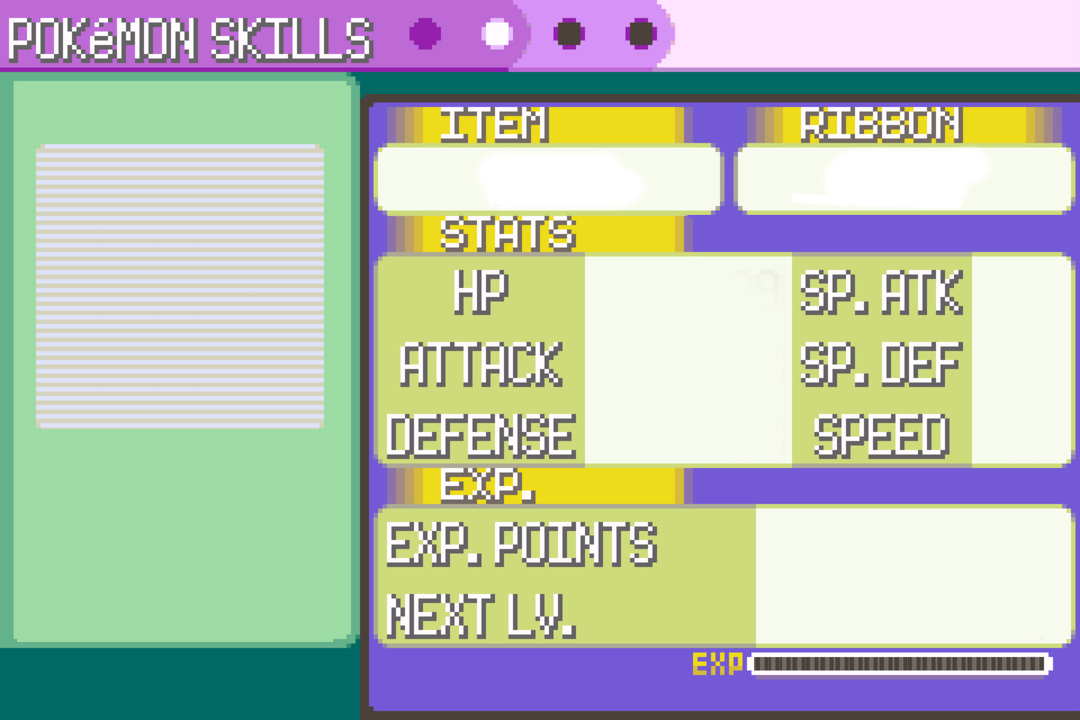 POKéMON SKILLS
ITEM RIBBON
STATS
HP SP. ATK
ATTACK SP. DEF
DEFENSE SPEED
EXP.
EXP. POINTS
NEXT LV.
EXP